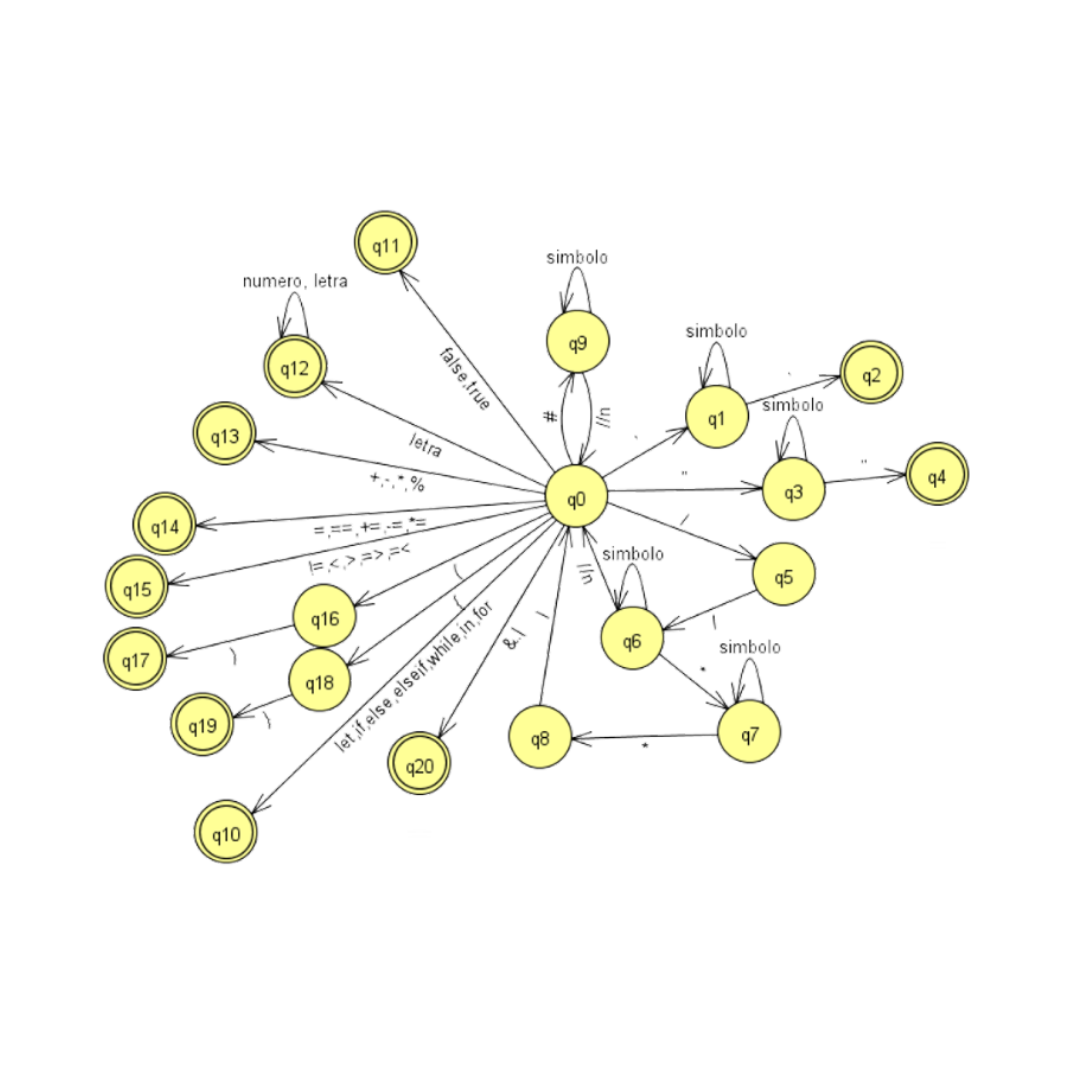 q11
simbolo
numero, letra
q9
simbolo
q12
q2
false,true
simbolo
q1
#
//n
q13
letra
'
"
"
q4
q3
+,-,*,%
q0
q14
=,==,+=,-=,*=
/
!=,<,>,=>,=<
simbolo
q5
q15
(
//n
q16
(
/
&.|
q6
simbolo
q17
)
*
q18
let,if,else,elseif,while,in,for
q19
q7
q8
*
q20
q10